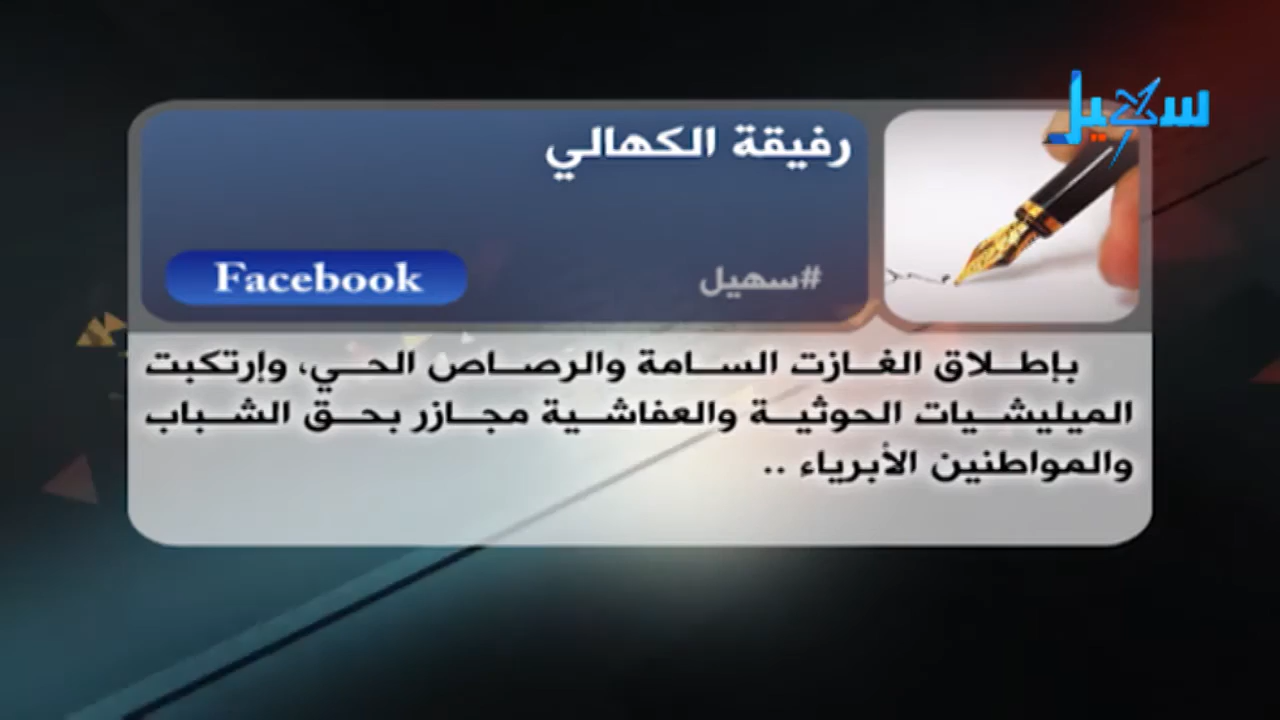 سهيل
رفيقة الكهالي
#سهيل
Facebook
بإطلاق الغازت السامة والرصاص الحي، وإرتكبت
الميليشيات الحوثية والعفاشية مجازر بحق الشباب
والمواطنين الأبرياء ..